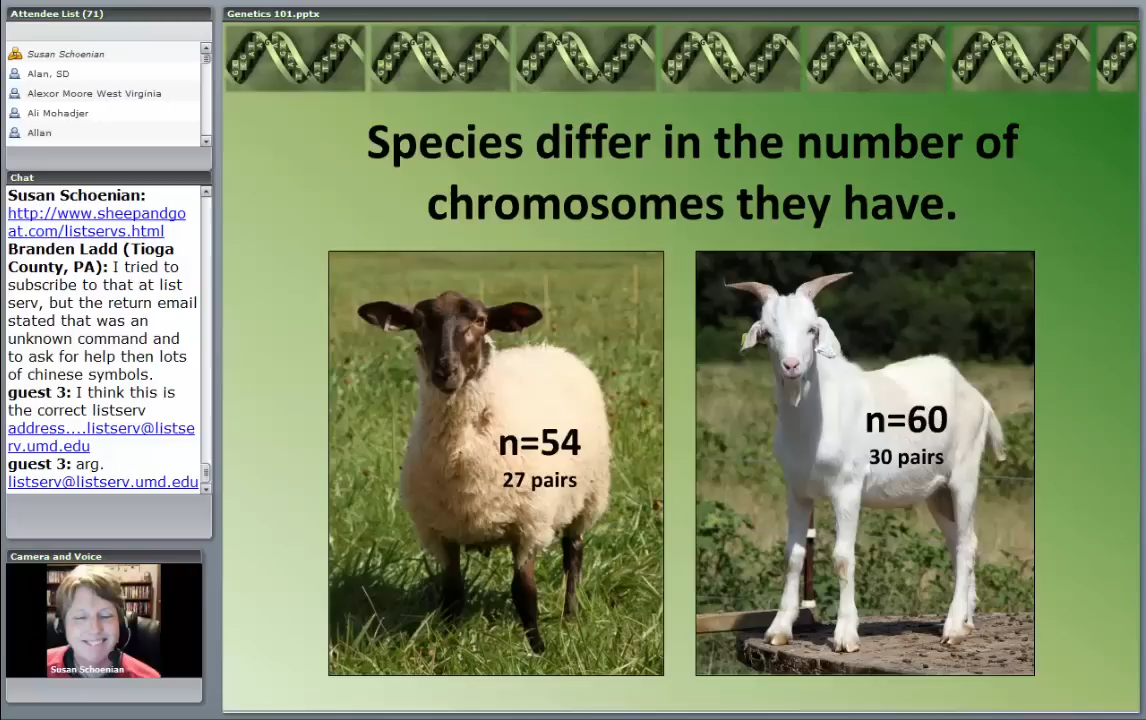 Attendee List (71)
Susan Schoenian
Alan, SD
Alexor Moore West Virginia
Ali Mohadjer
Allan
Chat
Susan Schoenian:
http://www.sheepandgo
at.com/listservs.html
Branden Ladd (Tioga
County, PA): I tried to
subscribe to that at list
serv, but the return email
stated that was an
unknown command and
to ask for help then lots
of chinese symbols.
guest 3: I think this is
the correct listserv
address....listserv@listse
rv.umd.edu
guest 3: arg.
listserv@listserv.umd.edu
Camera and Voice
Susan Schoenian
Genetics 101.pptx
Species differ in the number of
chromosomes they have.
n=54
27 pairs
n=60
30 pairs